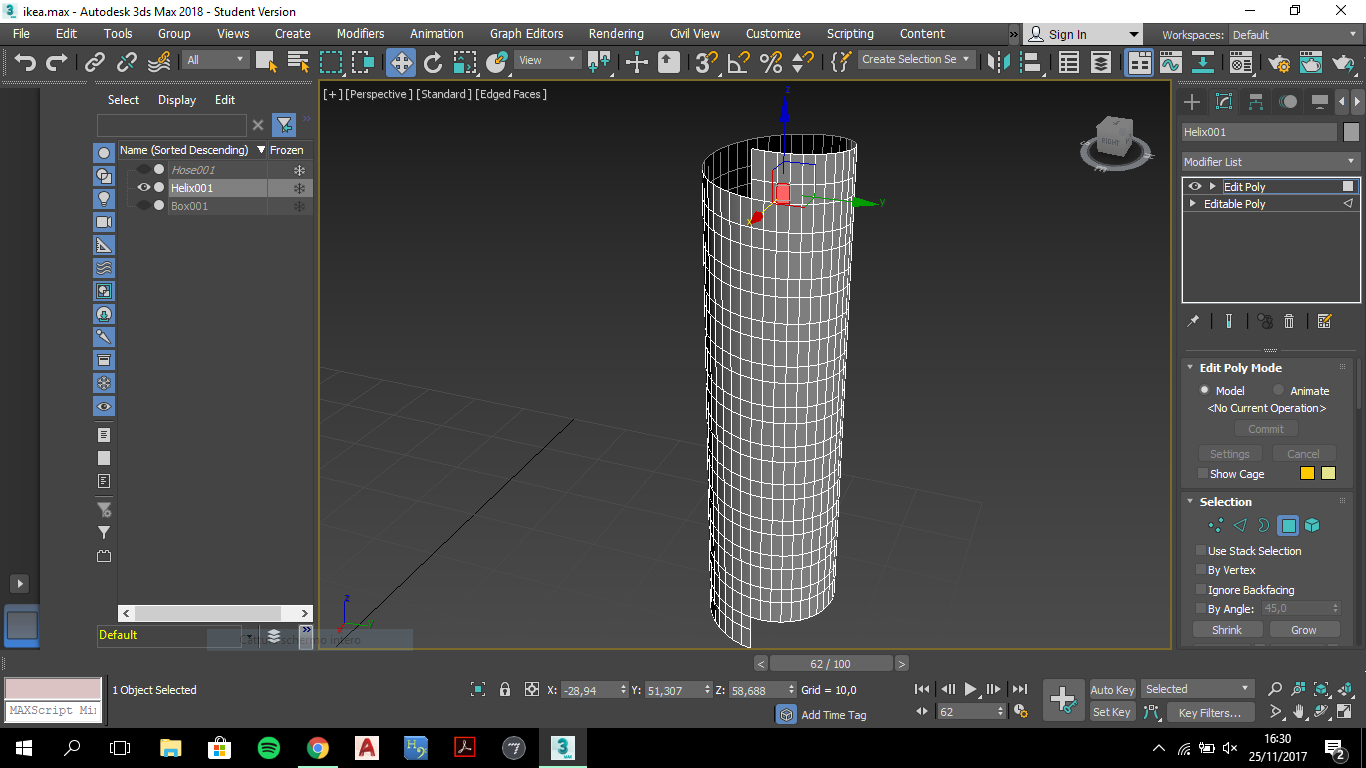 ikea.max - Autodesk 3ds Max 2018 - Student Version
File Edit Tools Group Views Create Modifiers Animation Graph Editors Rendering Civil View Customize Scripting Content » Sign In Workspaces: Default
All View 3 Create Selection Se
Select Display Edit
[+] [Perspective ] [Standard ] [Edged Faces ]
z
RIGHT
Helix001
Modifier List
Name (Sorted Descending) Frozen
Hose001
Helix001
Box001
Edit Poly
Editable Poly
y
x
Edit Poly Mode
Model Animate
<No Current Operation>
Commit
Settings Cancel
Show Cage
Selection
Use Stack Selection
By Vertex
Ignore Backfacing
By Angle: 45,0
Shrink Grow
z
y
Default
schermo intero
< 62 / 100 >
1 Object Selected X: -28,94 Y: 51,307 Z: 58,688 Grid = 10,0 Auto Key Selected
MAXScript Mi Add Time Tag 62 Set Key Key Filters...
16:30
25/11/2017
2